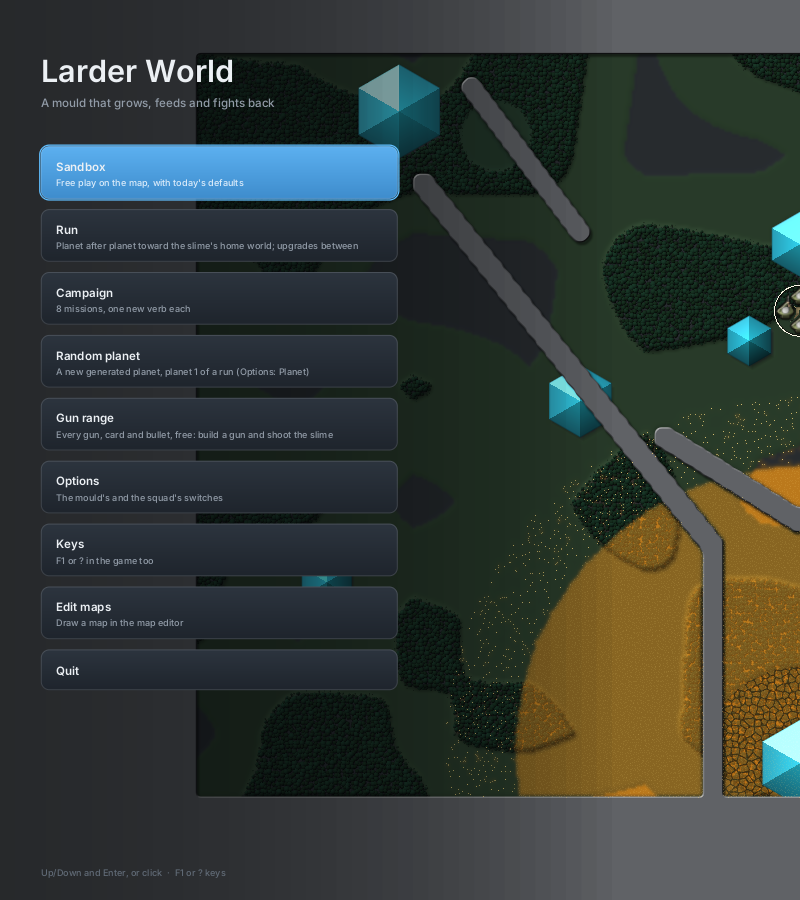 Larder World
A mould that grows, feeds and fights back
Sandbox
Free play on the map, with today's defaults
Run
Planet after planet toward the slime's home world; upgrades between
Campaign
8 missions, one new verb each
Random planet
A new generated planet, planet 1 of a run (Options: Planet)
Gun range
Every gun, card and bullet, free: build a gun and shoot the slime
Options
The mould's and the squad's switches
Keys
F1 or ? in the game too
Edit maps
Draw a map in the map editor
Quit
Up/Down and Enter, or click · F1 or ? keys